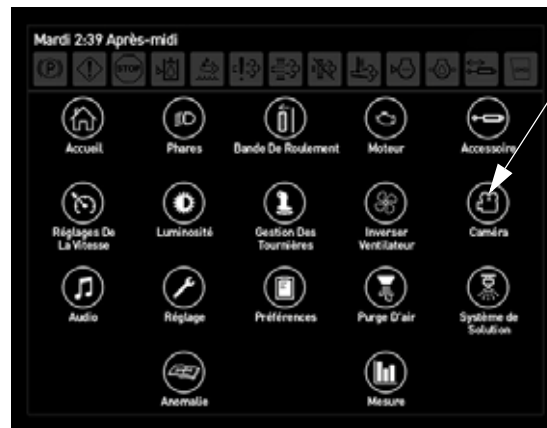 Mardi 2:39 Après-midi
STOP
Accueil Phares Bande De Roulement Moteur Accessoire
Réglages De La Vitesse Luminosité Gestion Des Tournières Inverser Ventilateur Caméra
Audio Réglage Préférences Purge D'air Système de Solution
Anomalie Mesure